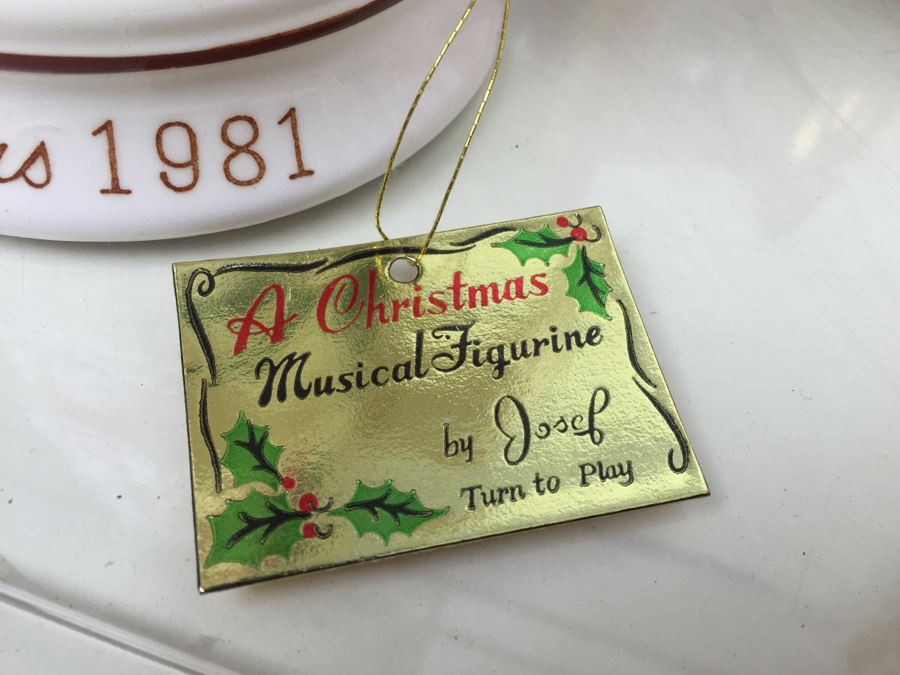 1981
A Christmas
Musical Figurine
by Josef
Turn to Play